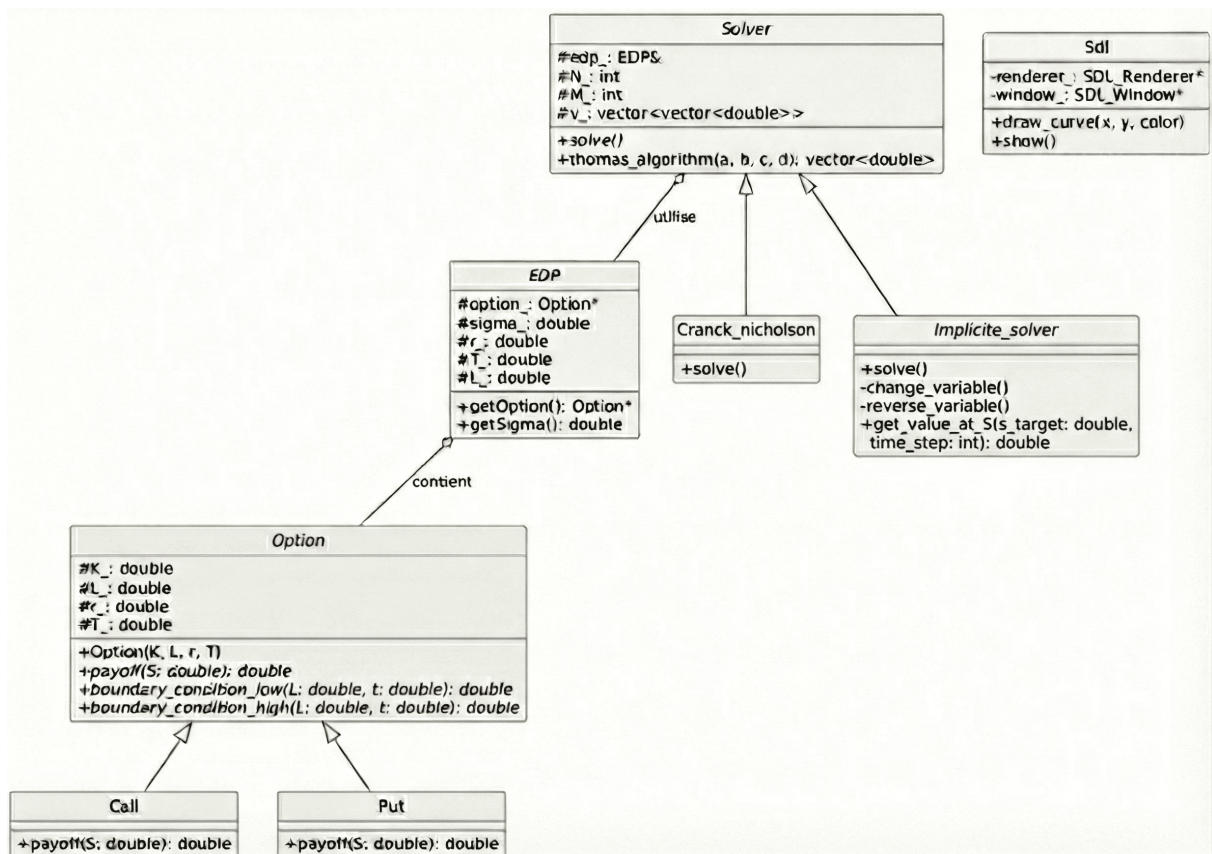 Solver
#edp_: EDP&
#N_: int
#M_: int
#v_: vector<vector<double>>
+solve()
+thomas_algorithm(a, b, c, d): vector<double>
Sdl
-renderer_: SDL_Renderer*
-window_: SDL_Window*
+draw_curve(x, y, color)
+show()
utilise
EDP
#option_: Option*
#sigma_: double
#r_: double
#T_: double
#L_: double
+getOption(): Option*
+getSigma(): double
Cranck_nicholson
+solve()
Implicite_solver
+solve()
-change_variable()
-reverse_variable()
+get_value_at_S(s_target: double,
time_step: int): double
contient
Option
#K_: double
#L_: double
#r_: double
#T_: double
+Option(K, L, r, T)
+payoff(S: double): double
+boundary_condition_low(L: double, t: double): double
+boundary_condition_high(L: double, t: double): double
Call
+payoff(S: double): double
Put
+payoff(S: double): double